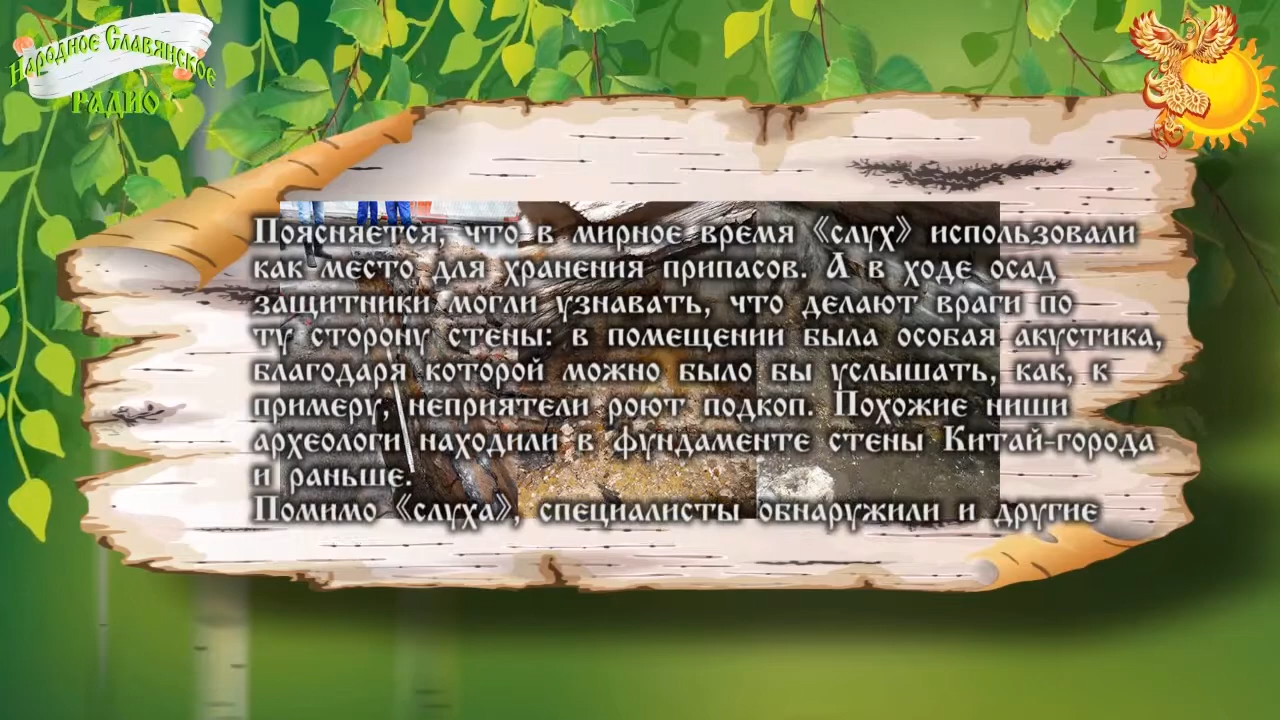 Народное Славянское
РАДИО
Поясняется, что в мирное время 《слух》 использовали
как место для хранения припасов. А в ходе осад
защитники могли узнавать, что делают враги по
ту сторону стены: в помещении была особая акустика,
благодаря которой можно было бы услышать, как, к
примеру, неприятели роют подкоп. Похожие ниши
археологи находили в фундаменте стены Китай-города
и раньше.
Помимо 《слуха》, специалисты обнаружили и другие